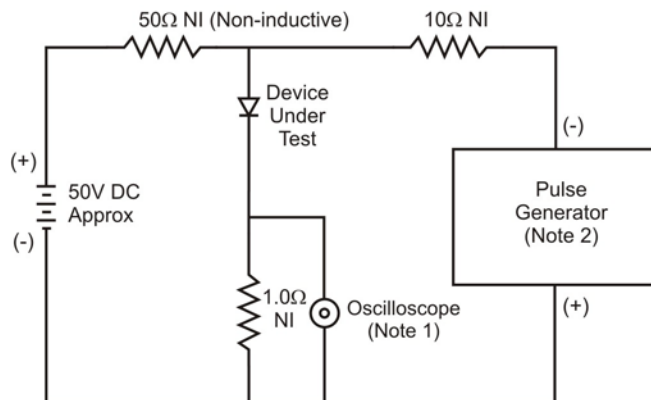 50Ω NI (Non-inductive)
10Ω NI
Device
Under
Test
(+)
50V DC
Approx
(-)
(-)
Pulse
Generator
(Note 2)
(+)
1.0Ω
NI
Oscilloscope
(Note 1)